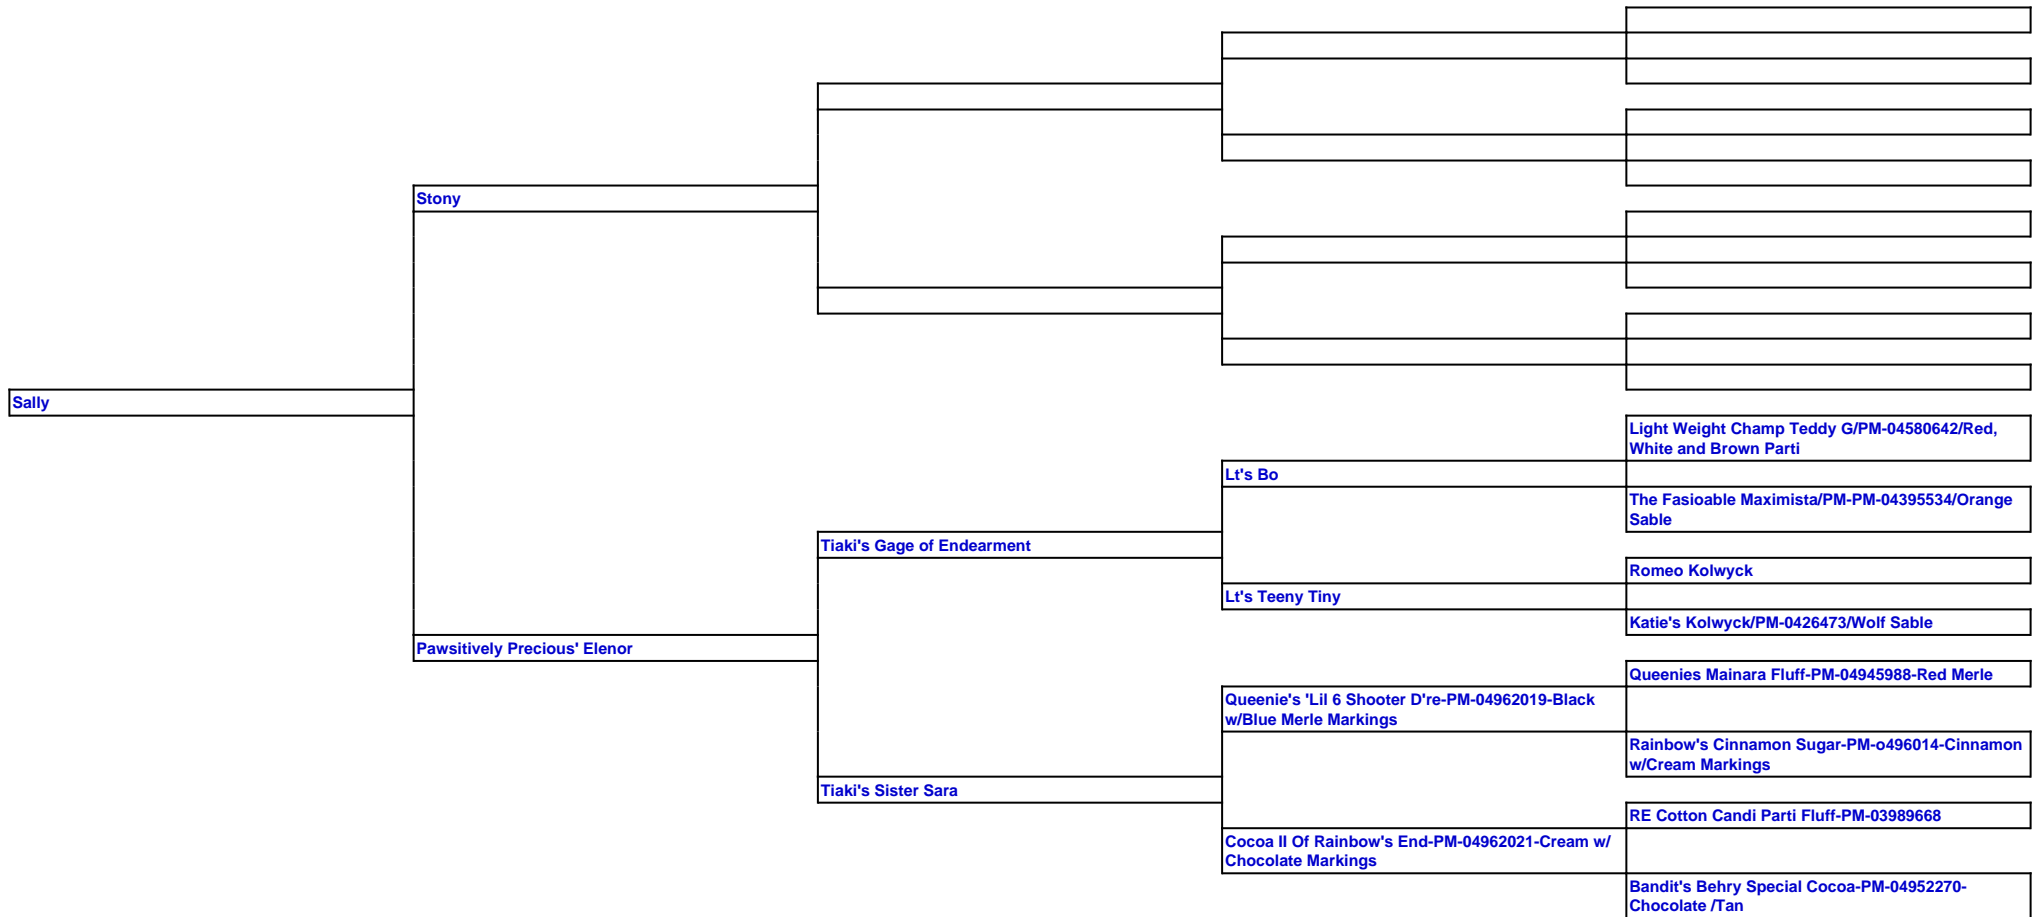 Stony
Sally
Light Weight Champ Teddy G/PM-04580642/Red,
White and Brown Parti
Lt's Bo
The Fasioable Maximista/PM-PM-04395534/Orange
Sable
Tiaki's Gage of Endearment
Romeo Kolwyck
Lt's Teeny Tiny
Katie's Kolwyck/PM-0426473/Wolf Sable
Pawsitively Precious' Elenor
Queenies Mainara Fluff-PM-04945988-Red Merle
Queenie's 'Lil 6 Shooter D're-PM-04962019-Black
w/Blue Merle Markings
Rainbow's Cinnamon Sugar-PM-o496014-Cinnamon
w/Cream Markings
Tiaki's Sister Sara
RE Cotton Candi Parti Fluff-PM-03989668
Cocoa II Of Rainbow's End-PM-04962021-Cream w/
Chocolate Markings
Bandit's Behry Special Cocoa-PM-04952270-
Chocolate /Tan